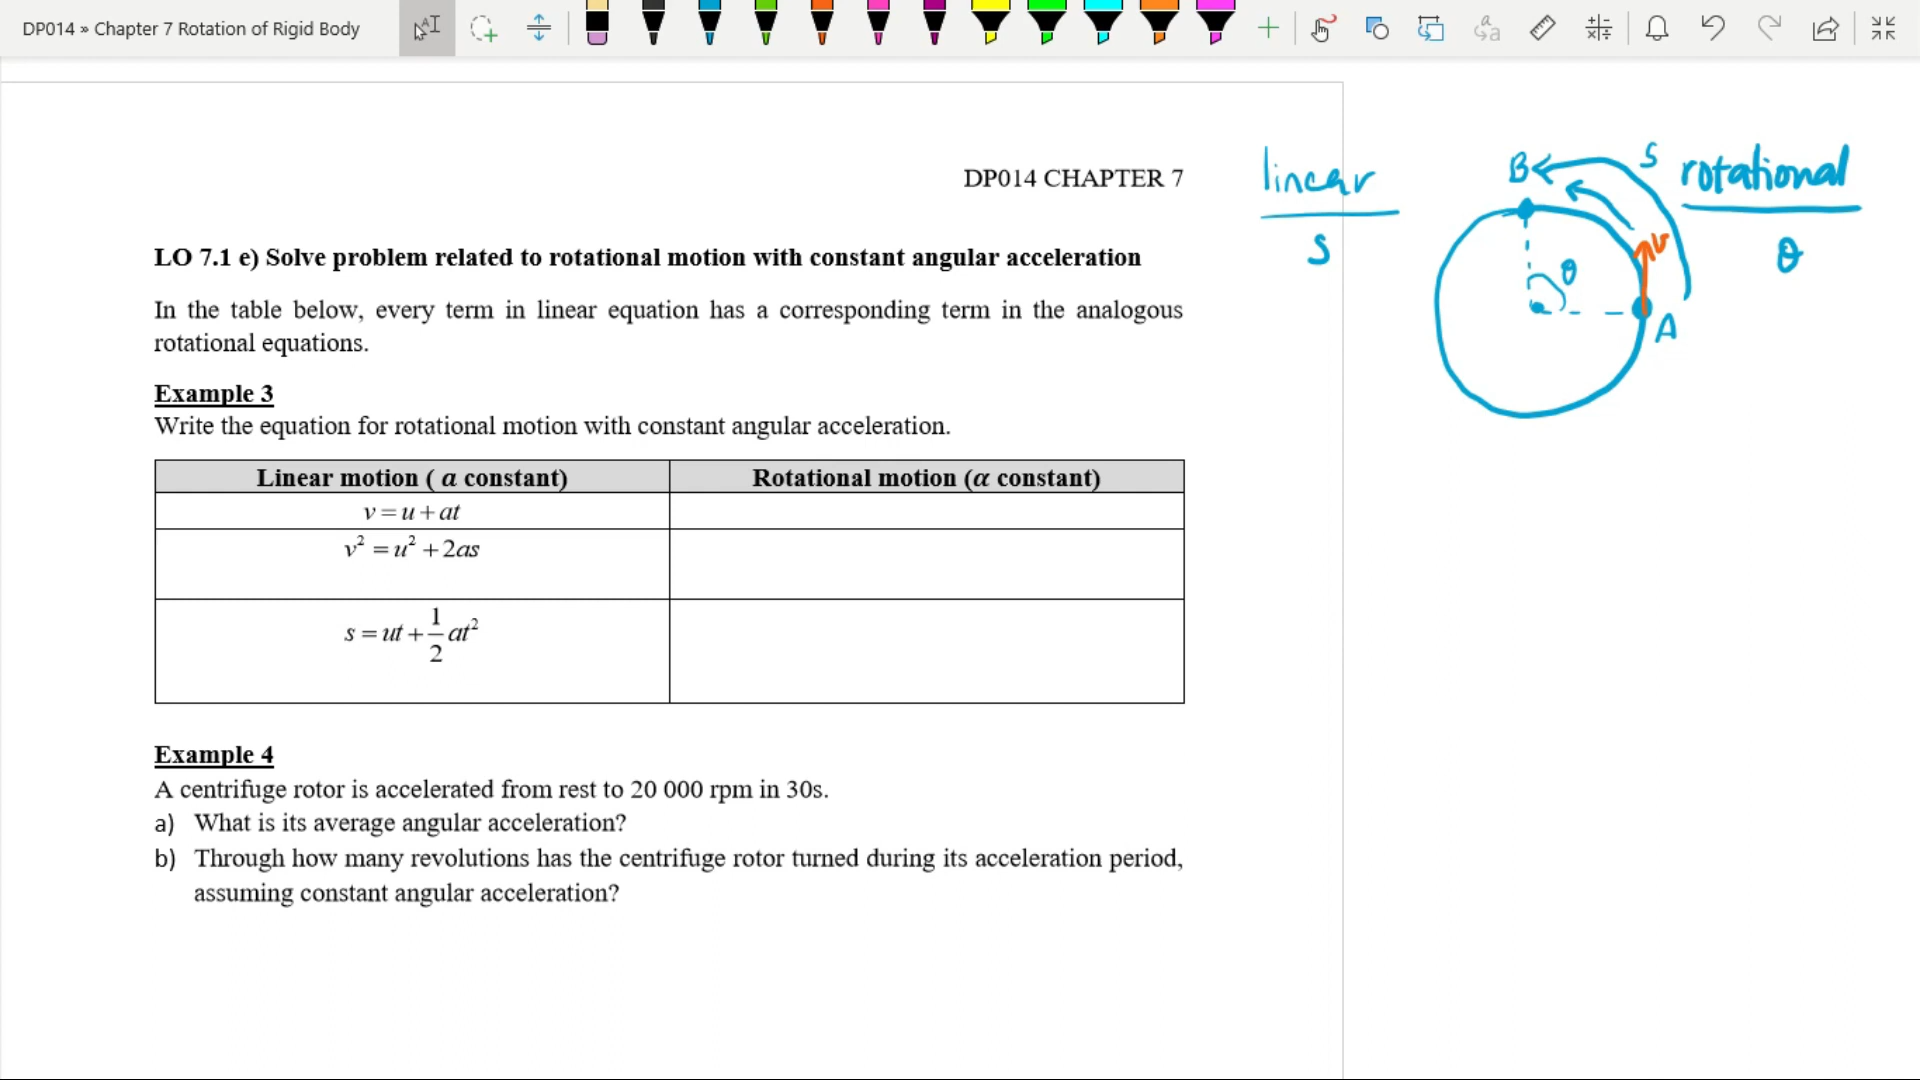 DP014 » Chapter 7 Rotation of Rigid Body
DP014 CHAPTER 7
LO 7.1 e) Solve problem related to rotational motion with constant angular acceleration
In the table below, every term in linear equation has a corresponding term in the analogous
rotational equations.
Example 3
Write the equation for rotational motion with constant angular acceleration.
Linear motion ( a constant) Rotational motion (α constant)
v = u + at
v² = u² + 2as
s = ut + 1/2 at²
Example 4
A centrifuge rotor is accelerated from rest to 20 000 rpm in 30s.
a) What is its average angular acceleration?
b) Through how many revolutions has the centrifuge rotor turned during its acceleration period,
assuming constant angular acceleration?
linear
s
B
s
v
θ
A
rotational
θ